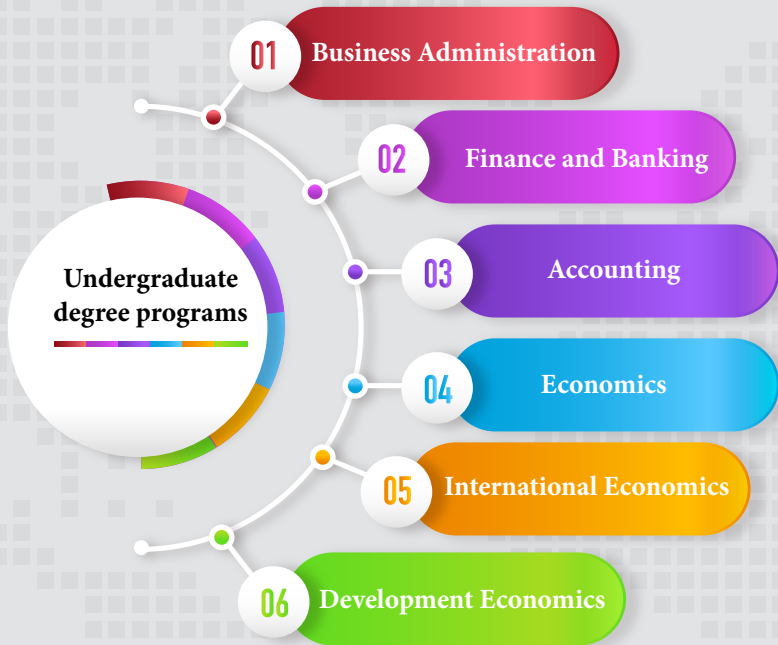 Undergraduate
degree programs
01
Business Administration
02
Finance and Banking
03
Accounting
04
Economics
05
International Economics
06
Development Economics